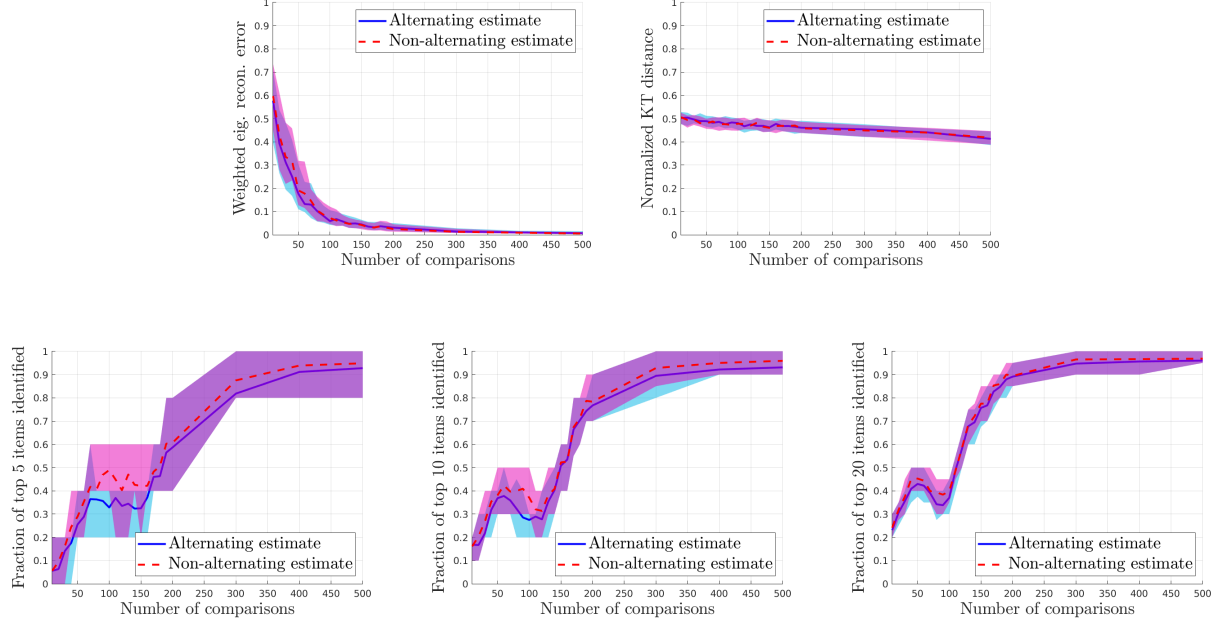 Weighted eig. recon. error
1
0.9
0.8
0.7
0.6
0.5
0.4
0.3
0.2
0.1
0
Alternating estimate
Non-alternating estimate
50 100 150 200 250 300 350 400 450 500
Number of comparisons
Normalized KT distance
1
0.9
0.8
0.7
0.6
0.5
0.4
0.3
0.2
0.1
0
Alternating estimate
Non-alternating estimate
50 100 150 200 250 300 350 400 450 500
Number of comparisons
Fraction of top 5 items identified
1
0.9
0.8
0.7
0.6
0.5
0.4
0.3
0.2
0.1
0
Alternating estimate
Non-alternating estimate
50 100 150 200 250 300 350 400 450 500
Number of comparisons
Fraction of top 10 items identified
1
0.9
0.8
0.7
0.6
0.5
0.4
0.3
0.2
0.1
0
Alternating estimate
Non-alternating estimate
50 100 150 200 250 300 350 400 450 500
Number of comparisons
Fraction of top 20 items identified
1
0.9
0.8
0.7
0.6
0.5
0.4
0.3
0.2
0.1
0
Alternating estimate
Non-alternating estimate
50 100 150 200 250 300 350 400 450 500
Number of comparisons